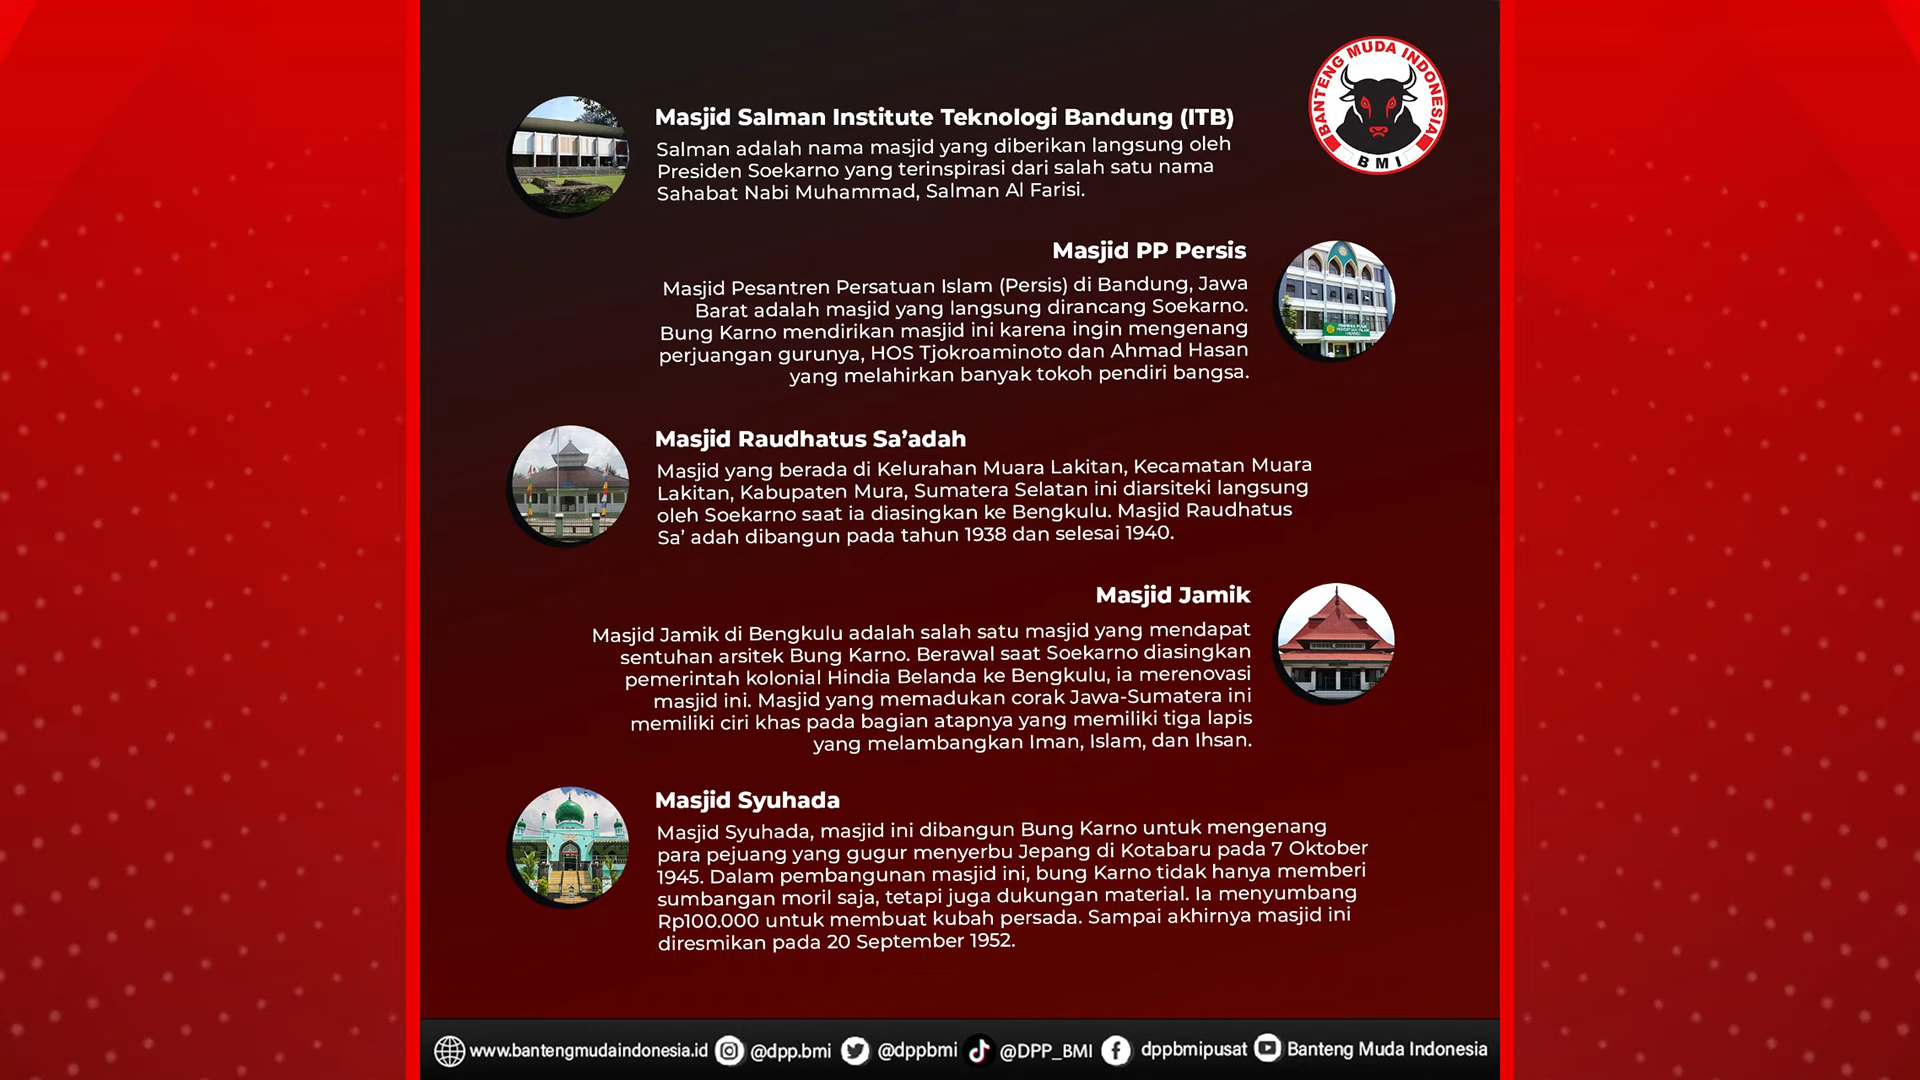 BANTENG MUDA INDONESIA
BMI
Masjid Salman Institute Teknologi Bandung (ITB)
Salman adalah nama masjid yang diberikan langsung oleh
Presiden Soekarno yang terinspirasi dari salah satu nama
Sahabat Nabi Muhammad, Salman Al Farisi.
Masjid PP Persis
Masjid Pesantren Persatuan Islam (Persis) di Bandung, Jawa
Barat adalah masjid yang langsung dirancang Soekarno.
Bung Karno mendirikan masjid ini karena ingin mengenang
perjuangan gurunya, HOS Tjokroaminoto dan Ahmad Hasan
yang melahirkan banyak tokoh pendiri bangsa.
Masjid Raudhatus Sa’adah
Masjid yang berada di Kelurahan Muara Lakitan, Kecamatan Muara
Lakitan, Kabupaten Mura, Sumatera Selatan ini diarsiteki langsung
oleh Soekarno saat ia diasingkan ke Bengkulu. Masjid Raudhatus
Sa’ adah dibangun pada tahun 1938 dan selesai 1940.
Masjid Jamik
Masjid Jamik di Bengkulu adalah salah satu masjid yang mendapat
sentuhan arsitek Bung Karno. Berawal saat Soekarno diasingkan
pemerintah kolonial Hindia Belanda ke Bengkulu, ia merenovasi
masjid ini. Masjid yang memadukan corak Jawa-Sumatera ini
memiliki ciri khas pada bagian atapnya yang memiliki tiga lapis
yang melambangkan Iman, Islam, dan Ihsan.
Masjid Syuhada
Masjid Syuhada, masjid ini dibangun Bung Karno untuk mengenang
para pejuang yang gugur menyerbu Jepang di Kotabaru pada 7 Oktober
1945. Dalam pembangunan masjid ini, bung Karno tidak hanya memberi
sumbangan moril saja, tetapi juga dukungan material. Ia menyumbang
Rp100.000 untuk membuat kubah persada. Sampai akhirnya masjid ini
diresmikan pada 20 September 1952.
www.bantengmudaindonesia.id @dpp.bmi @dppbmi @DPP_BMI dppbmipusat Banteng Muda Indonesia